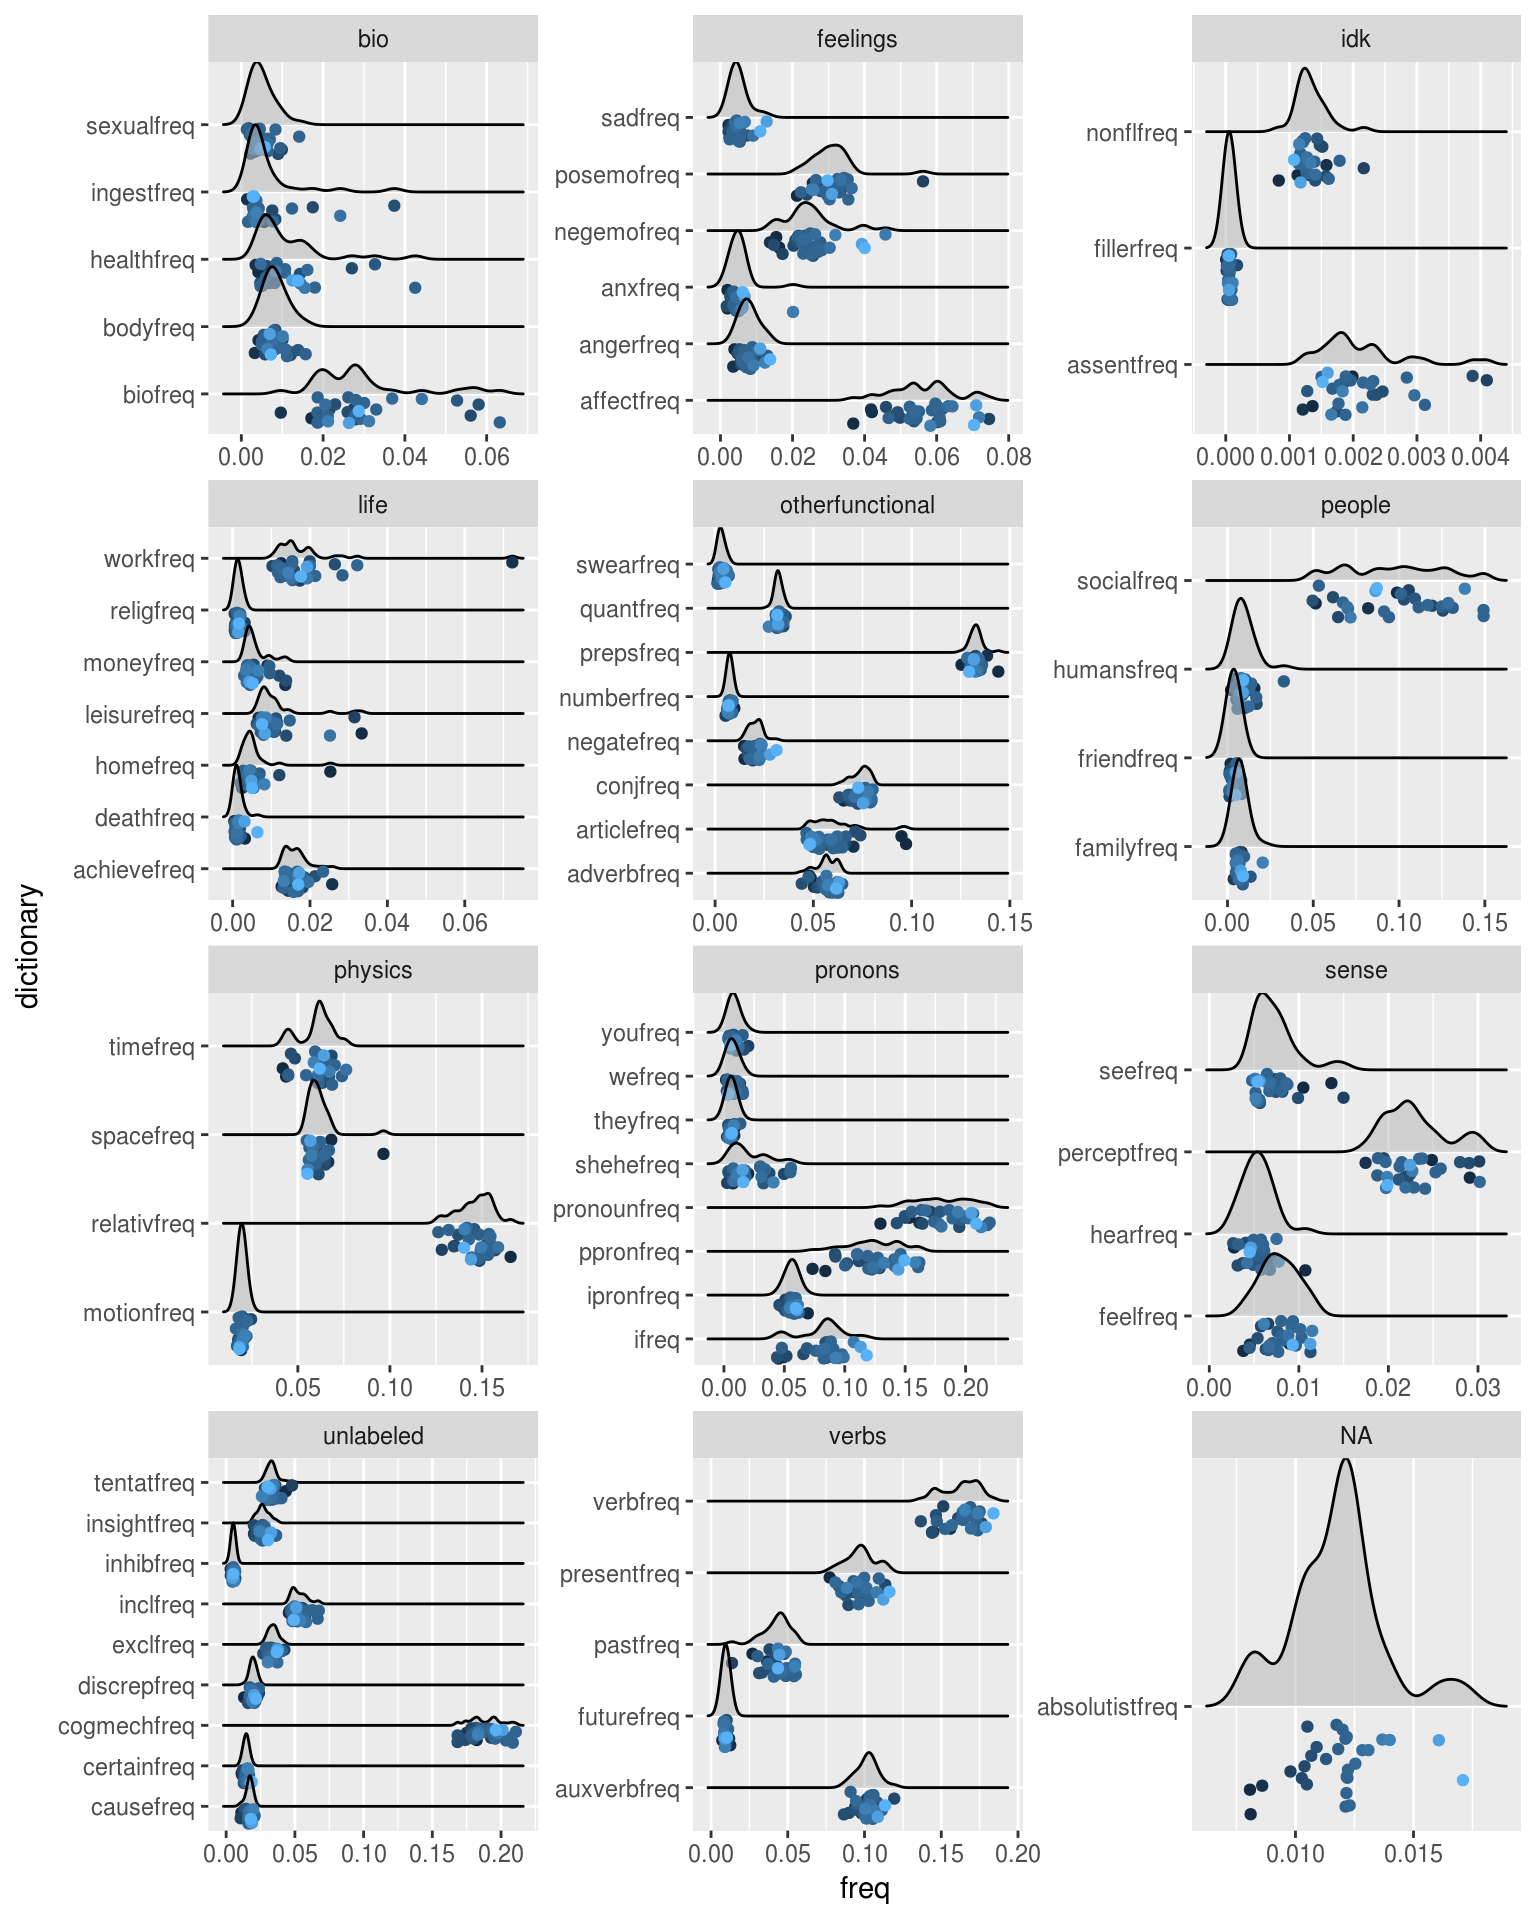 bio
feelings
idk
sexualfreq
ingestfreq
healthfreq
bodyfreq
biofreq
0.00 0.02 0.04 0.06
sadfreq
posemofreq
negemofreq
anxfreq
angerfreq
affectfreq
0.00 0.02 0.04 0.06 0.08
nonflfreq
fillerfreq
assentfreq
0.000 0.001 0.002 0.003 0.004
life
otherfunctional
people
workfreq
religfreq
moneyfreq
leisurefreq
homefreq
deathfreq
achievefreq
0.00 0.02 0.04 0.06
swearfreq
quantfreq
prepsfreq
numberfreq
negatefreq
conjfreq
articlefreq
adverbfreq
0.00 0.05 0.10 0.15
socialfreq
humansfreq
friendfreq
familyfreq
0.00 0.05 0.10 0.15
dictionary
physics
pronons
sense
timefreq
spacefreq
relativfreq
motionfreq
0.05 0.10 0.15
youfreq
wefreq
theyfreq
shehefreq
pronounfreq
ppronfreq
ipronfreq
ifreq
0.00 0.05 0.10 0.15 0.20
seefreq
perceptfreq
hearfreq
feelfreq
0.00 0.01 0.02 0.03
unlabeled
verbs
NA
tentatfreq
insightfreq
inhibfreq
inclfreq
exclfreq
discrepfreq
cogmechfreq
certainfreq
causefreq
0.00 0.05 0.10 0.15 0.20
verbfreq
presentfreq
pastfreq
futurefreq
auxverbfreq
0.00 0.05 0.10 0.15 0.20
absolutistfreq
0.010 0.015
freq